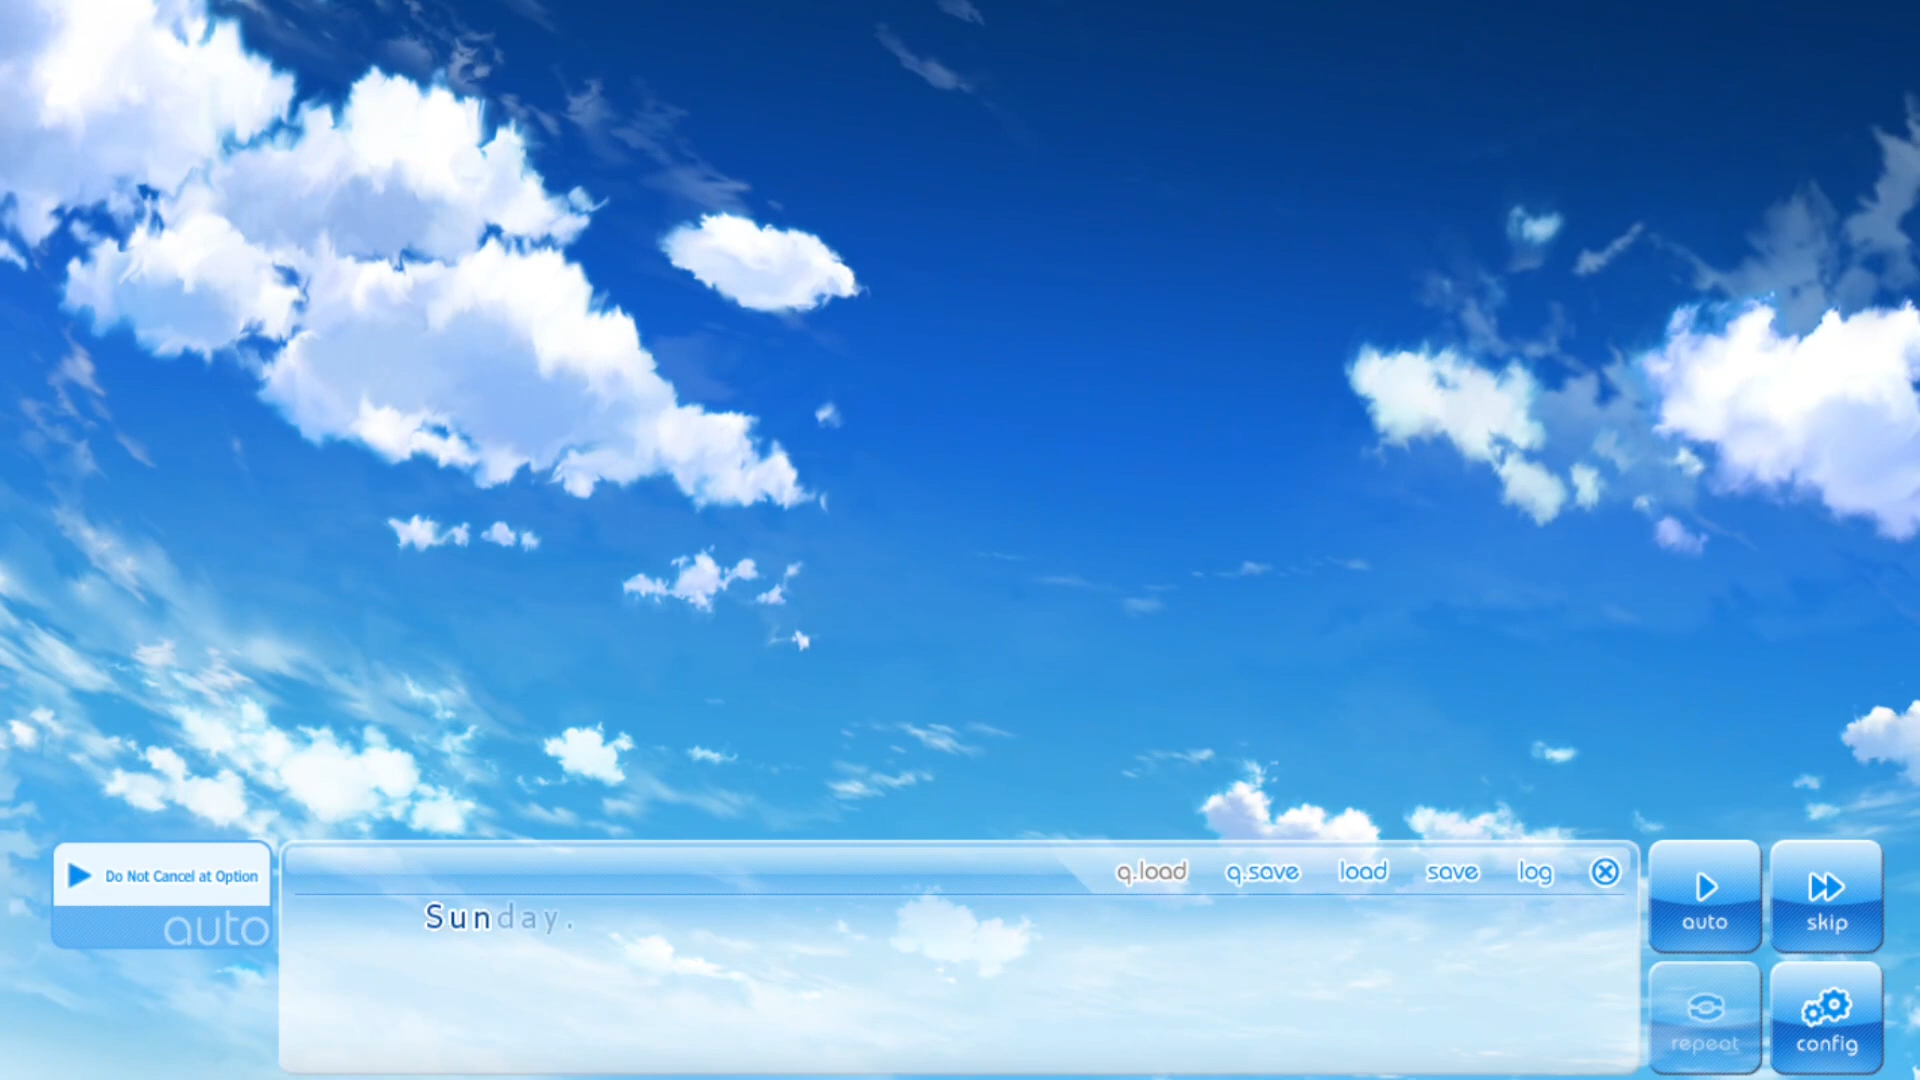 Do Not Cancel at Option
auto
q.load q.save load save log
Sunday.
auto
skip
repeat
config